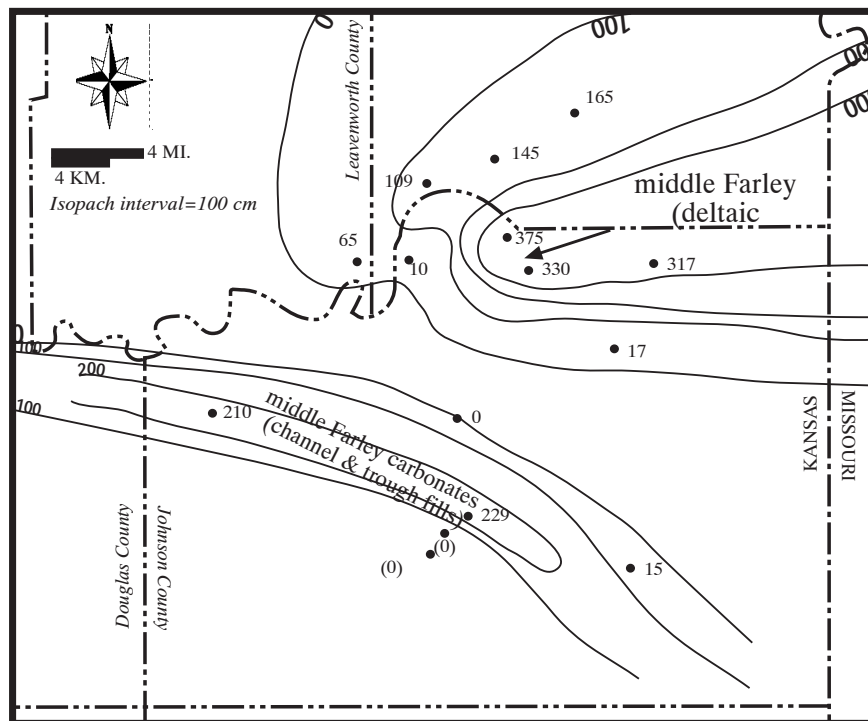 N
4 MI.
4 KM.
Isopach interval=100 cm
0
Leavenworth County
100
165
145
109
middle Farley
(deltaic
375
330
317
65
10
17
100
200
100
210
0
middle Farley carbonates
(channel & trough fills)
229
(0)
(0)
15
KANSAS
MISSOURI
Douglas County
Johnson County